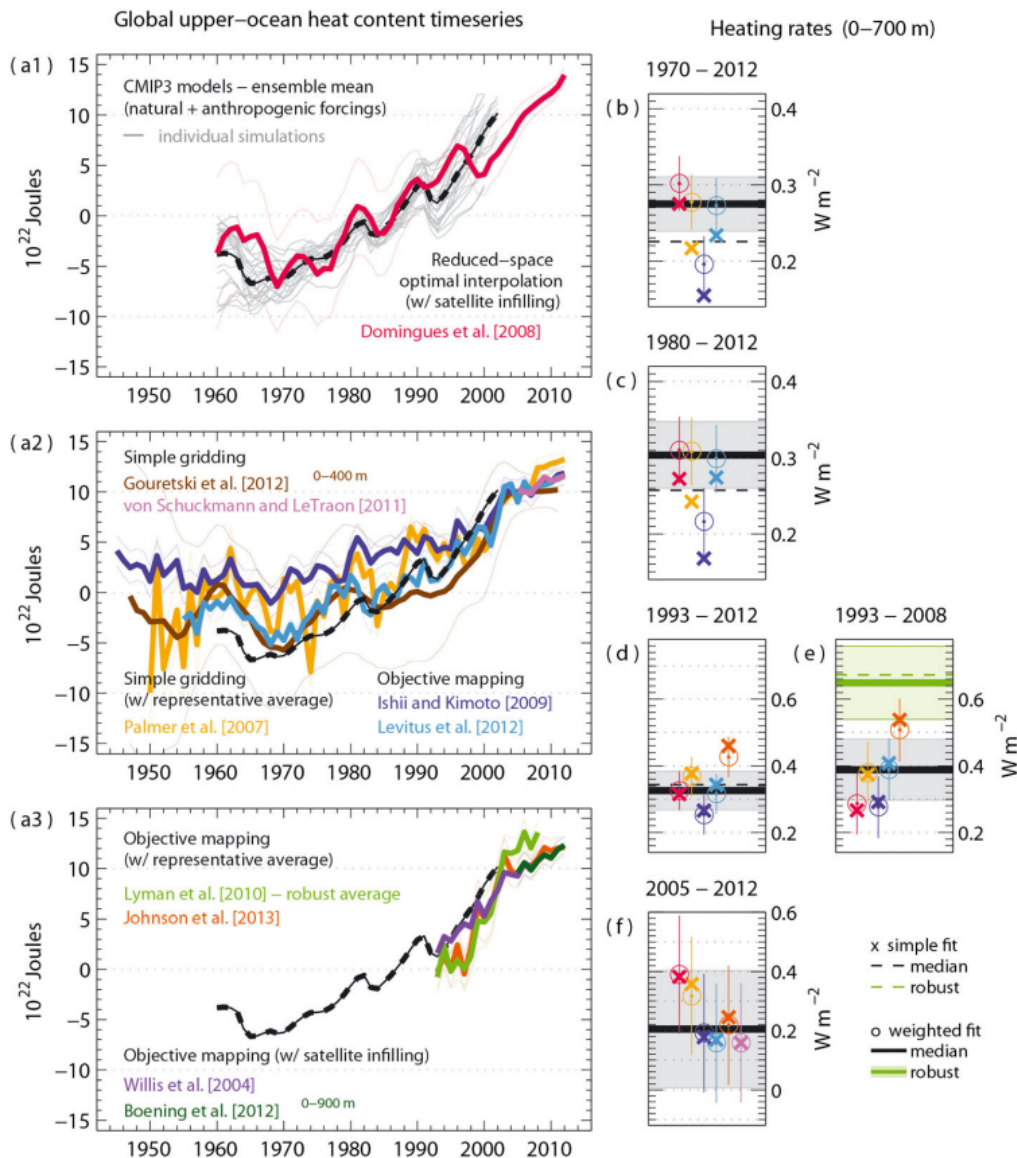 Global upper−ocean heat content timeseries
Heating rates (0−700 m)
(a1)
15
10
5
0
−5
−10
−15
10²² Joules
CMIP3 models − ensemble mean
(natural + anthropogenic forcings)
individual simulations
Reduced−space
optimal interpolation
(w/ satellite infilling)
Domingues et al. [2008]
1950 1960 1970 1980 1990 2000 2010
(a2)
15
10
5
0
−5
−10
−15
10²² Joules
Simple gridding
Gouretski et al. [2012] 0−400 m
von Schuckmann and LeTraon [2011]
Simple gridding
(w/ representative average)
Palmer et al. [2007]
Objective mapping
Ishii and Kimoto [2009]
Levitus et al. [2012]
1950 1960 1970 1980 1990 2000 2010
(a3)
15
10
5
0
−5
−10
−15
10²² Joules
Objective mapping
(w/ representative average)
Lyman et al. [2010] − robust average
Johnson et al. [2013]
Objective mapping (w/ satellite infilling)
Willis et al. [2004]
Boening et al. [2012] 0−900 m
1950 1960 1970 1980 1990 2000 2010
1970 − 2012
(b)
0.4
0.3
0.2
W m⁻²
1980 − 2012
(c)
0.4
0.3
0.2
W m⁻²
1993 − 2012
(d)
0.6
0.4
0.2
W m⁻²
1993 − 2008
(e)
0.6
0.4
0.2
W m⁻²
2005 − 2012
(f)
0.6
0.4
0.2
0
W m⁻²
x simple fit
median
robust
o weighted fit
median
robust